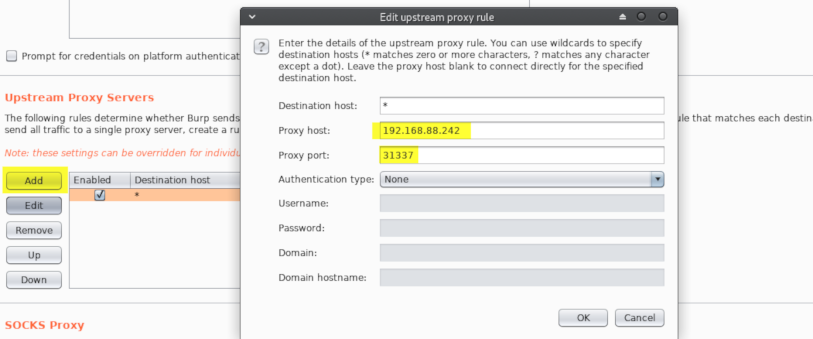 Edit upstream proxy rule
Prompt for credentials on platform authenticat
?
Enter the details of the upstream proxy rule. You can use wildcards to specify
destination hosts (* matches zero or more characters, ? matches any character
except a dot). Leave the proxy host blank to connect directly for the specified
destination host.
Upstream Proxy Servers
The following rules determine whether Burp sends
ule that matches each destin
send all traffic to a single proxy server, create a ru
Note: these settings can be overridden for individu
Add
Edit
Remove
Up
Down
Enabled
Destination host
*
Destination host:
*
Proxy host:
192.168.88.242
Proxy port:
31337
Authentication type:
None
Username:
Password:
Domain:
Domain hostname:
OK
Cancel
SOCKS Proxy